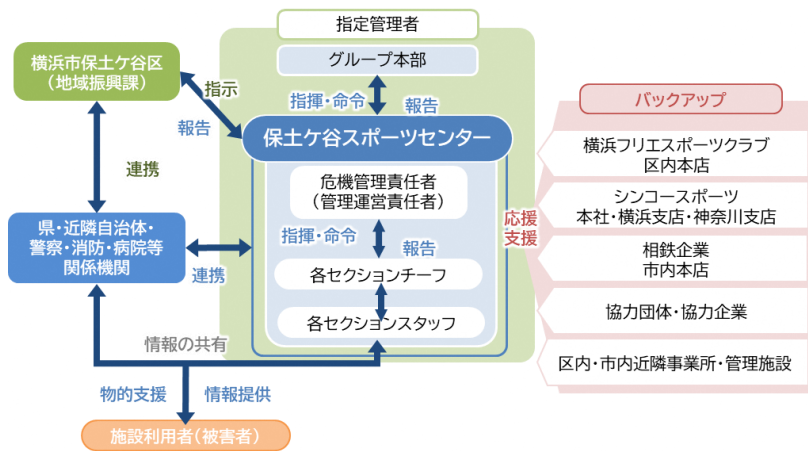 指定管理者
グループ本部
横浜市保土ケ谷区
（地域振興課）
指示
報告
指揮・命令
報告
保土ケ谷スポーツセンター
連携
危機管理責任者
（管理運営責任者）
指揮・命令
報告
県・近隣自治体・
警察・消防・病院等
関係機関
連携
各セクションチーフ
各セクションスタッフ
情報の共有
物的支援
情報提供
施設利用者（被害者）
応援
支援
バックアップ
横浜フリエスポーツクラブ
区内本店
シンコースポーツ
本社・横浜支店・神奈川支店
相鉄企業
市内本店
協力団体・協力企業
区内・市内近隣事業所・管理施設